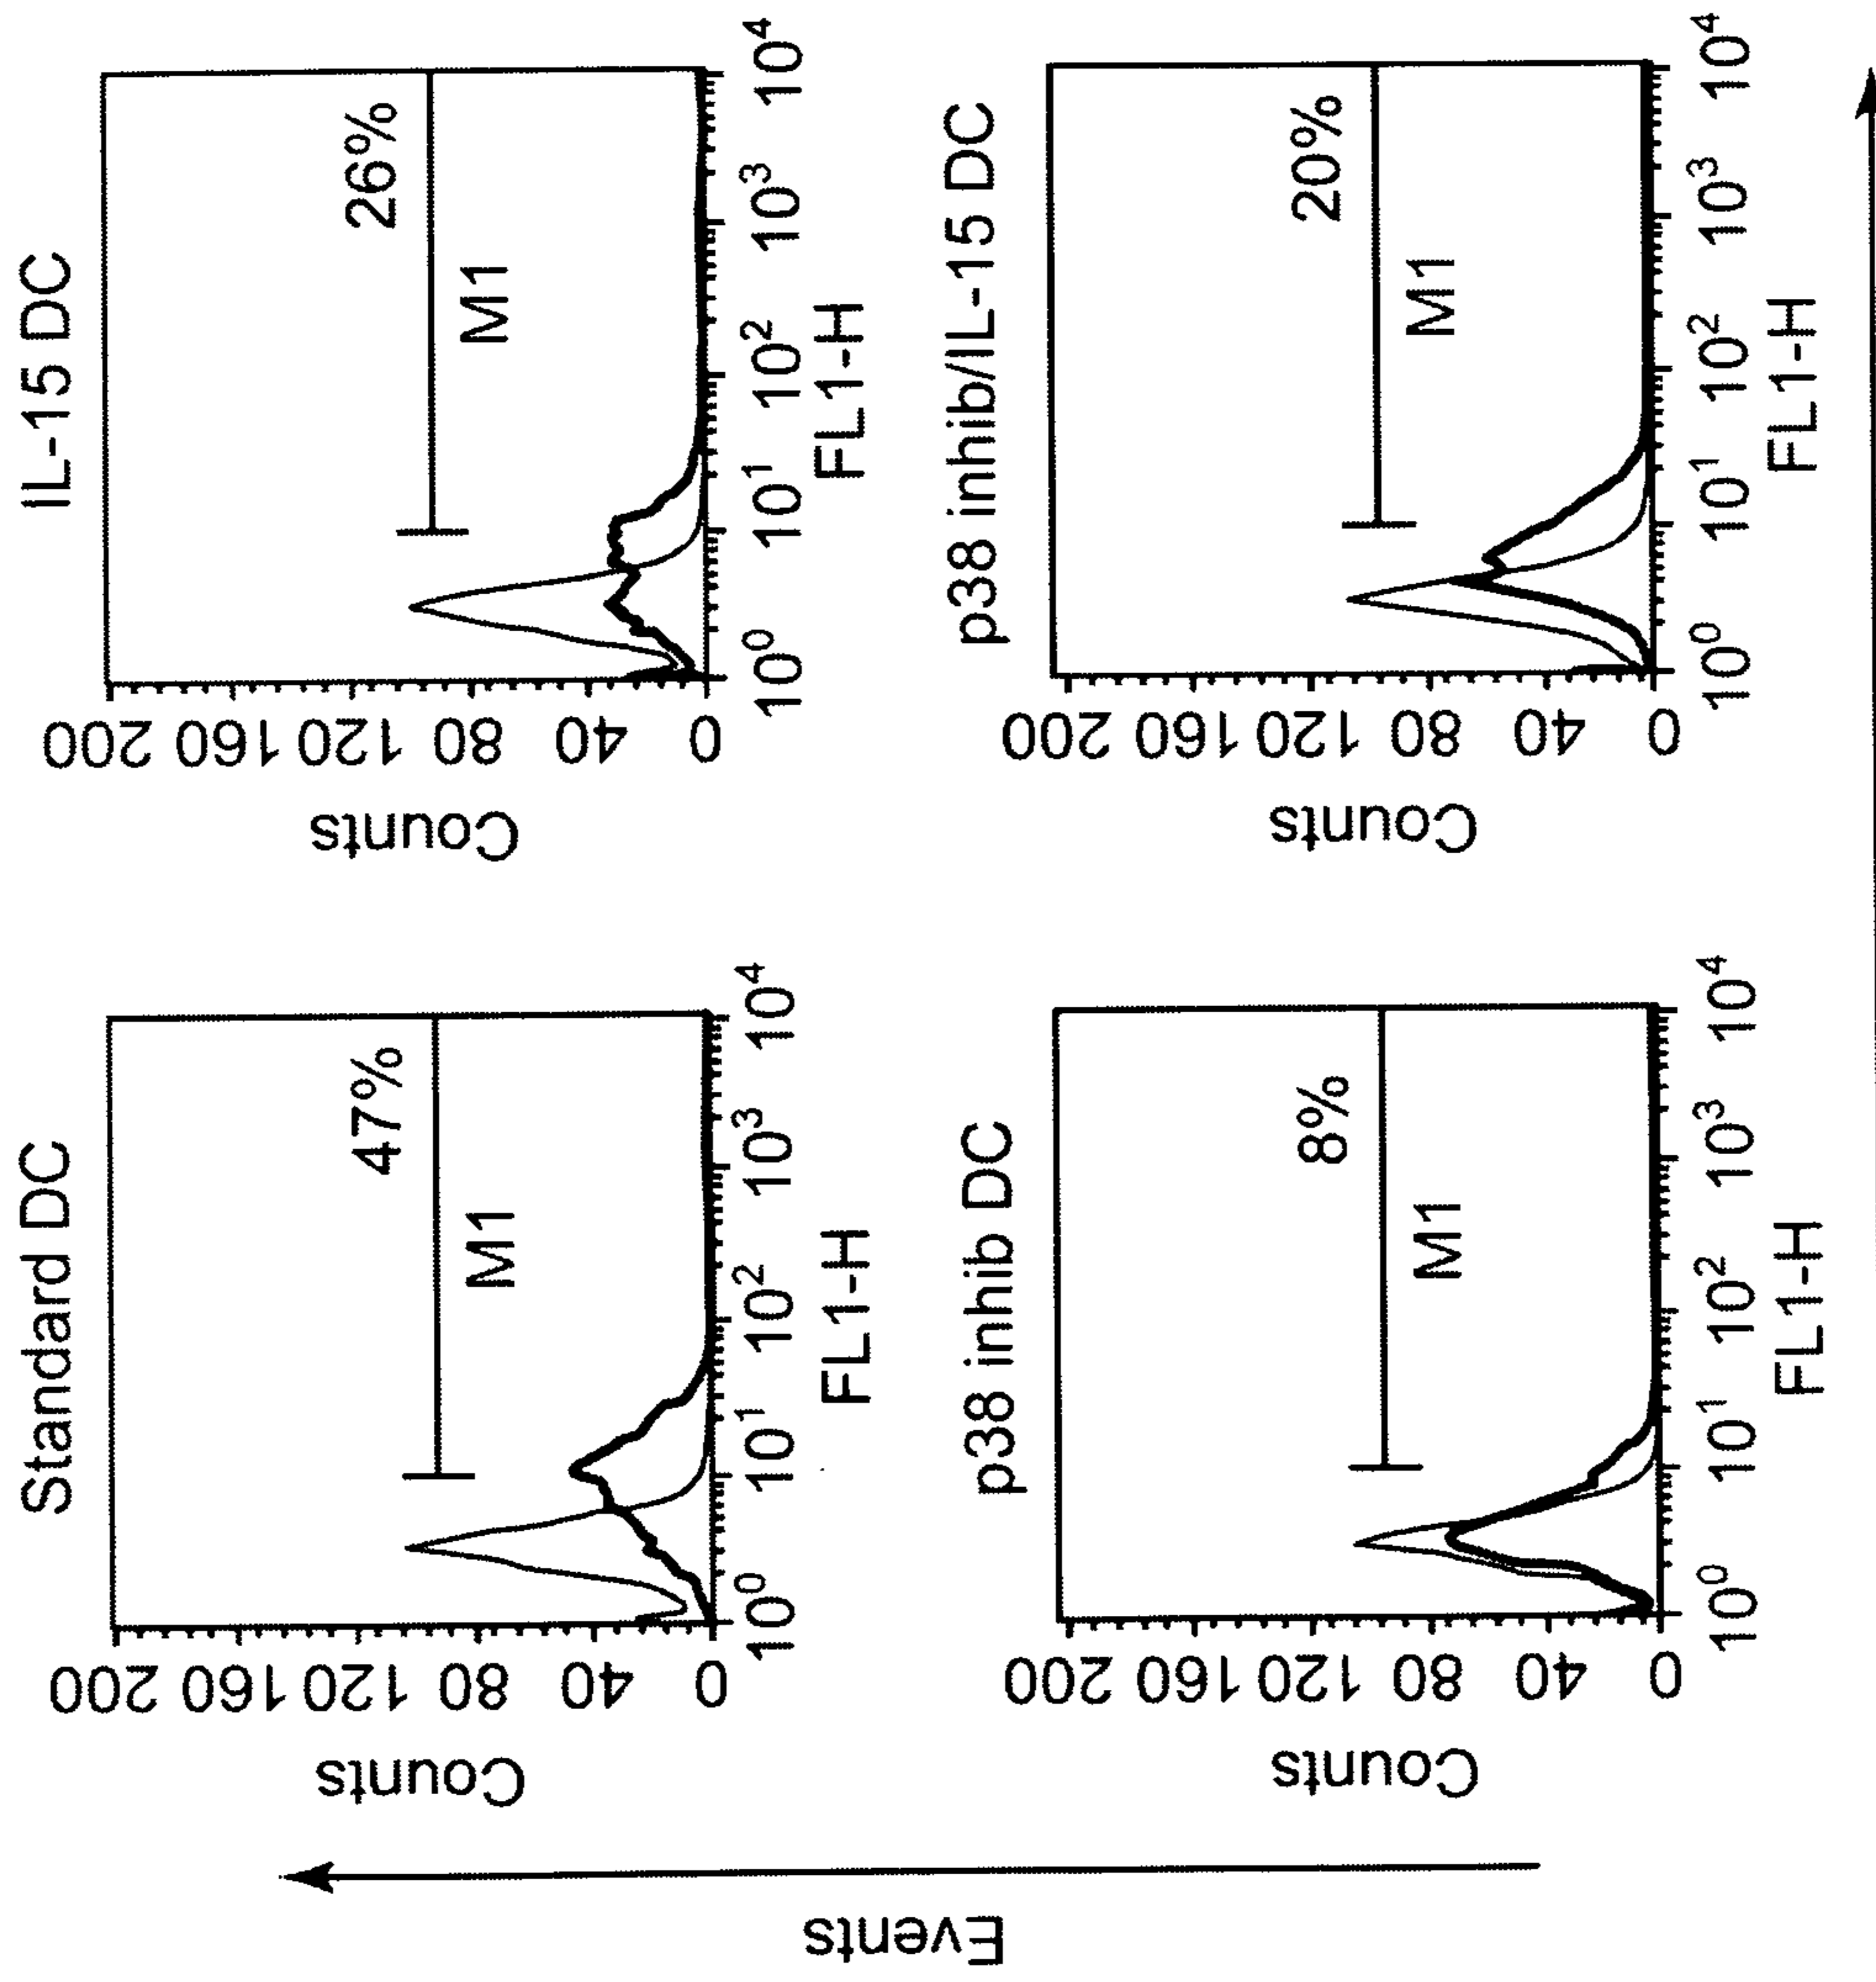 Standard DC
Counts
200
160
120
80
40
0
47%
M1
10⁰ 10¹ 10² 10³ 10⁴
FL1-H
IL-15 DC
Counts
200
160
120
80
40
0
26%
M1
10⁰ 10¹ 10² 10³ 10⁴
FL1-H
Events
p38 inhib DC
Counts
200
160
120
80
40
0
8%
M1
10⁰ 10¹ 10² 10³ 10⁴
FL1-H
p38 inhib/IL-15 DC
Counts
200
160
120
80
40
0
20%
M1
10⁰ 10¹ 10² 10³ 10⁴
FL1-H